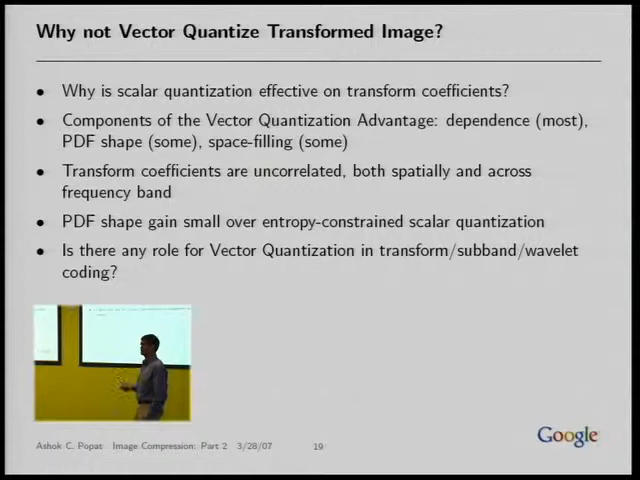 Why not Vector Quantize Transformed Image?
• Why is scalar quantization effective on transform coefficients?
• Components of the Vector Quantization Advantage: dependence (most),
PDF shape (some), space-filling (some)
• Transform coefficients are uncorrelated, both spatially and across
frequency band
• PDF shape gain small over entropy-constrained scalar quantization
• Is there any role for Vector Quantization in transform/subband/wavelet
coding?
Ashok C. Popat Image Compression: Part 2 3/28/07 19
Google